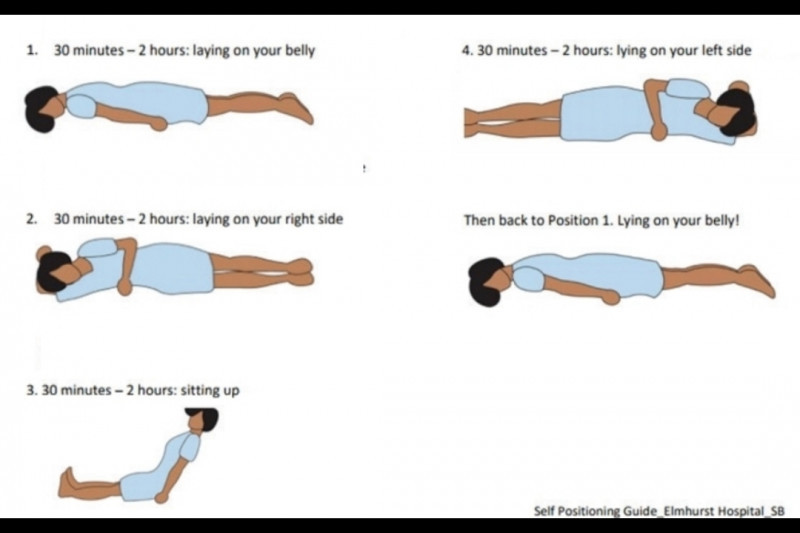 1. 30 minutes – 2 hours: laying on your belly
2. 30 minutes – 2 hours: laying on your right side
3. 30 minutes – 2 hours: sitting up
4. 30 minutes – 2 hours: lying on your left side
Then back to Position 1. Lying on your belly!
Self Positioning Guide_Elmhurst Hospital_SB